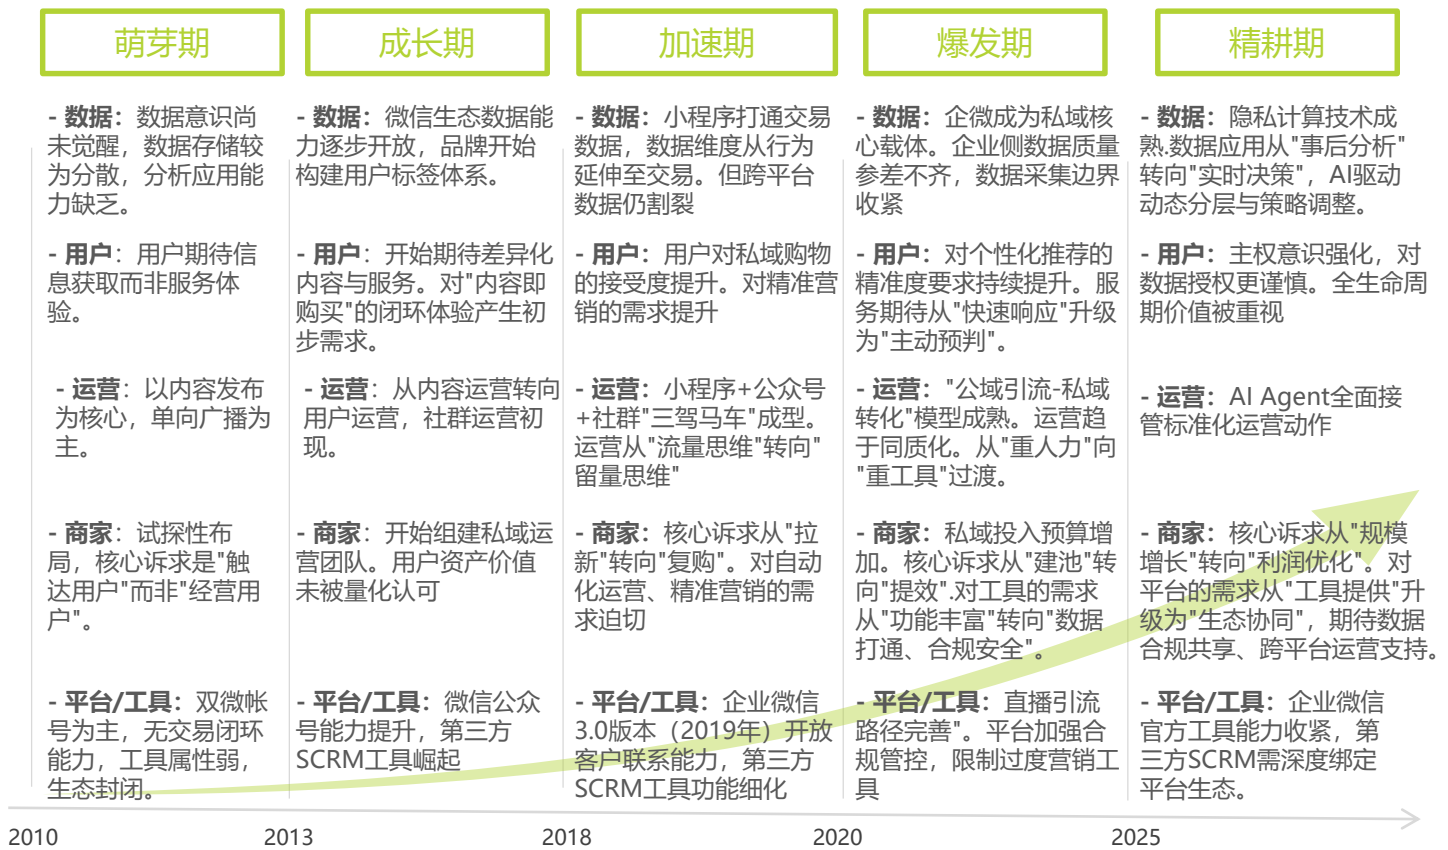 萌芽期
- 数据：数据意识尚
未觉醒，数据存储较
为分散，分析应用能
力缺乏。
- 用户：用户期待信
息获取而非服务体
验。
- 运营：以内容发布
为核心，单向广播为
主。
- 商家：试探性布
局，核心诉求是"触
达用户"而非"经营用
户"。
- 平台/工具：双微帐
号为主，无交易闭环
能力，工具属性弱，
生态封闭。
成长期
- 数据：微信生态数据能
力逐步开放，品牌开始
构建用户标签体系。
- 用户：开始期待差异化
内容与服务。对"内容即
购买"的闭环体验产生初
步需求。
- 运营：从内容运营转向
用户运营，社群运营初
现。
- 商家：开始组建私域运
营团队。用户资产价值
未被量化认可
- 平台/工具：微信公众
号能力提升，第三方
SCRM工具崛起
加速期
- 数据：小程序打通交易
数据，数据维度从行为
延伸至交易。但跨平台
数据仍割裂
- 用户：用户对私域购物
的接受度提升。对精准营
销的需求提升
- 运营：小程序+公众号
+社群"三驾马车"成型。
运营从"流量思维"转向"
留量思维"
- 商家：核心诉求从"拉
新"转向"复购"。对自动
化运营、精准营销的需
求迫切
- 平台/工具：企业微信
3.0版本（2019年）开放
客户联系能力，第三方
SCRM工具功能细化
爆发期
- 数据：企微成为私域核
心载体。企业侧数据质量
参差不齐，数据采集边界
收紧
- 用户：对个性化推荐的
精准度要求持续提升。服
务期待从"快速响应"升级
为"主动预判"。
- 运营："公域引流-私域
转化"模型成熟。运营趋
于同质化。从"重人力"向
"重工具"过渡。
- 商家：私域投入预算增
加。核心诉求从"建池"转
向"提效".对工具的需求
从"功能丰富"转向"数据
打通、合规安全"。
- 平台/工具：直播引流
路径完善"。平台加强合
规管控，限制过度营销工
具
精耕期
- 数据：隐私计算技术成
熟.数据应用从"事后分析"
转向"实时决策"，AI驱动
动态分层与策略调整。
- 用户：主权意识强化，对
数据授权更谨慎。全生命周
期价值被重视
- 运营：AI Agent全面接
管标准化运营动作
- 商家：核心诉求从"规模
增长"转向"利润优化"。对
平台的需求从"工具提供"升
级为"生态协同"，期待数据
合规共享、跨平台运营支持。
- 平台/工具：企业微信
官方工具能力收紧，第
三方SCRM需深度绑定
平台生态。
2010
2013
2018
2020
2025